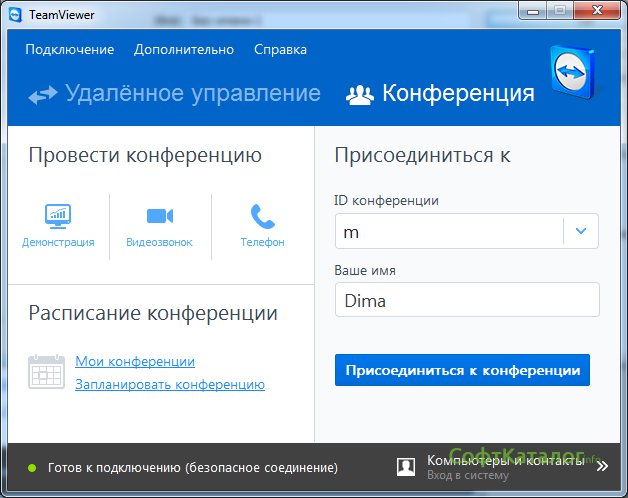 TeamViewer
Подключение Дополнительно Справка
Удалённое управление Конференция
Провести конференцию
Демонстрация Видеозвонок Телефон
Расписание конференции
Мои конференции
Запланировать конференцию
Присоединиться к
ID конференции
m
Ваше имя
Dima
Присоединиться к конференции
Готов к подключению (безопасное соединение)
Компьютеры и контакты
Вход в систему
СофтКаталог.info